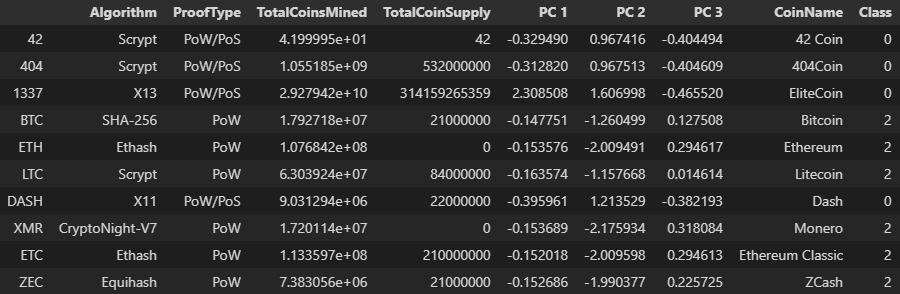 Algorithm ProofType TotalCoinsMined TotalCoinSupply PC 1 PC 2 PC 3 CoinName Class
42 Scrypt PoW/PoS 4.199995e+01 42 -0.329490 0.967416 -0.404494 42 Coin 0
404 Scrypt PoW/PoS 1.055185e+09 532000000 -0.312820 0.967513 -0.404609 404Coin 0
1337 X13 PoW/PoS 2.927942e+10 314159265359 2.308508 1.606998 -0.465520 EliteCoin 0
BTC SHA-256 PoW 1.792718e+07 21000000 -0.147751 -1.260499 0.127508 Bitcoin 2
ETH Ethash PoW 1.076842e+08 0 -0.153576 -2.009491 0.294617 Ethereum 2
LTC Scrypt PoW 6.303924e+07 84000000 -0.163574 -1.157668 0.014614 Litecoin 2
DASH X11 PoW/PoS 9.031294e+06 22000000 -0.395961 1.213529 -0.382193 Dash 0
XMR CryptoNight-V7 PoW 1.720114e+07 0 -0.153689 -2.175934 0.318084 Monero 2
ETC Ethash PoW 1.133597e+08 210000000 -0.152018 -2.009598 0.294613 Ethereum Classic 2
ZEC Equihash PoW 7.383056e+06 21000000 -0.152686 -1.990377 0.225725 ZCash 2